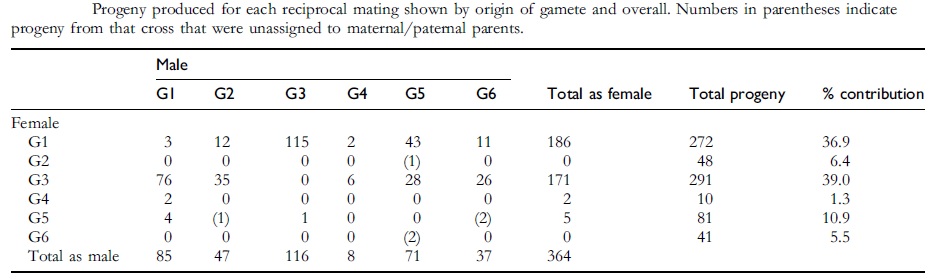 Progeny produced for each reciprocal mating shown by origin of gamete and overall. Numbers in parentheses indicate
progeny from that cross that were unassigned to maternal/paternal parents.
Male
G1 G2 G3 G4 G5 G6 Total as female Total progeny % contribution
Female
G1 3 12 115 2 43 11 186 272 36.9
G2 0 0 0 0 (1) 0 0 48 6.4
G3 76 35 0 6 28 26 171 291 39.0
G4 2 0 0 0 0 0 2 10 1.3
G5 4 (1) 1 0 0 (2) 5 81 10.9
G6 0 0 0 0 (2) 0 0 41 5.5
Total as male 85 47 116 8 71 37 364